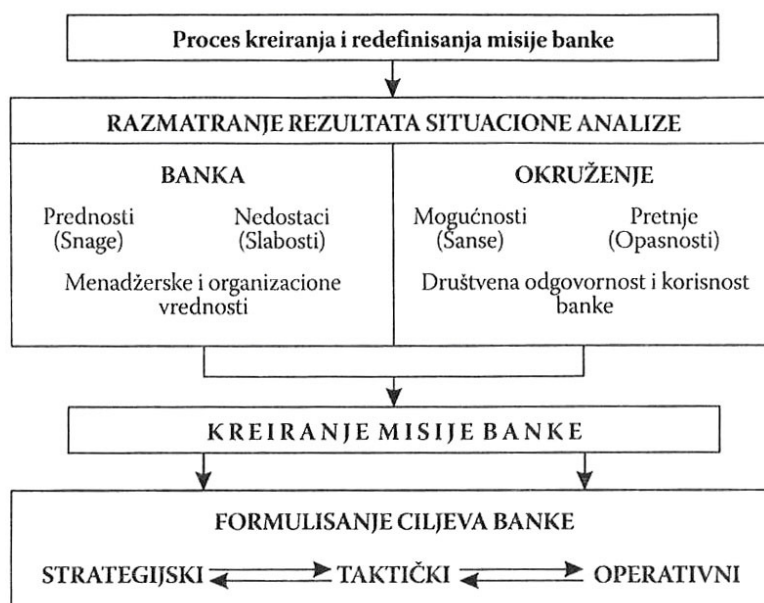 Proces kreiranja i redefinisanja misije banke
RAZMATRANJE REZULTATA SITUACIONE ANALIZE
BANKA
Prednosti
(Snage)
Nedostaci
(Slabosti)
Menadžerske i organizacione
vrednosti
OKRUŽENJE
Mogućnosti
(Šanse)
Pretnje
(Opasnosti)
Društvena odgovornost i korisnost
banke
KREIRANJE MISIJE BANKE
FORMULISANJE CILJEVA BANKE
STRATEGIJSKI TAKTIČKI OPERATIVNI